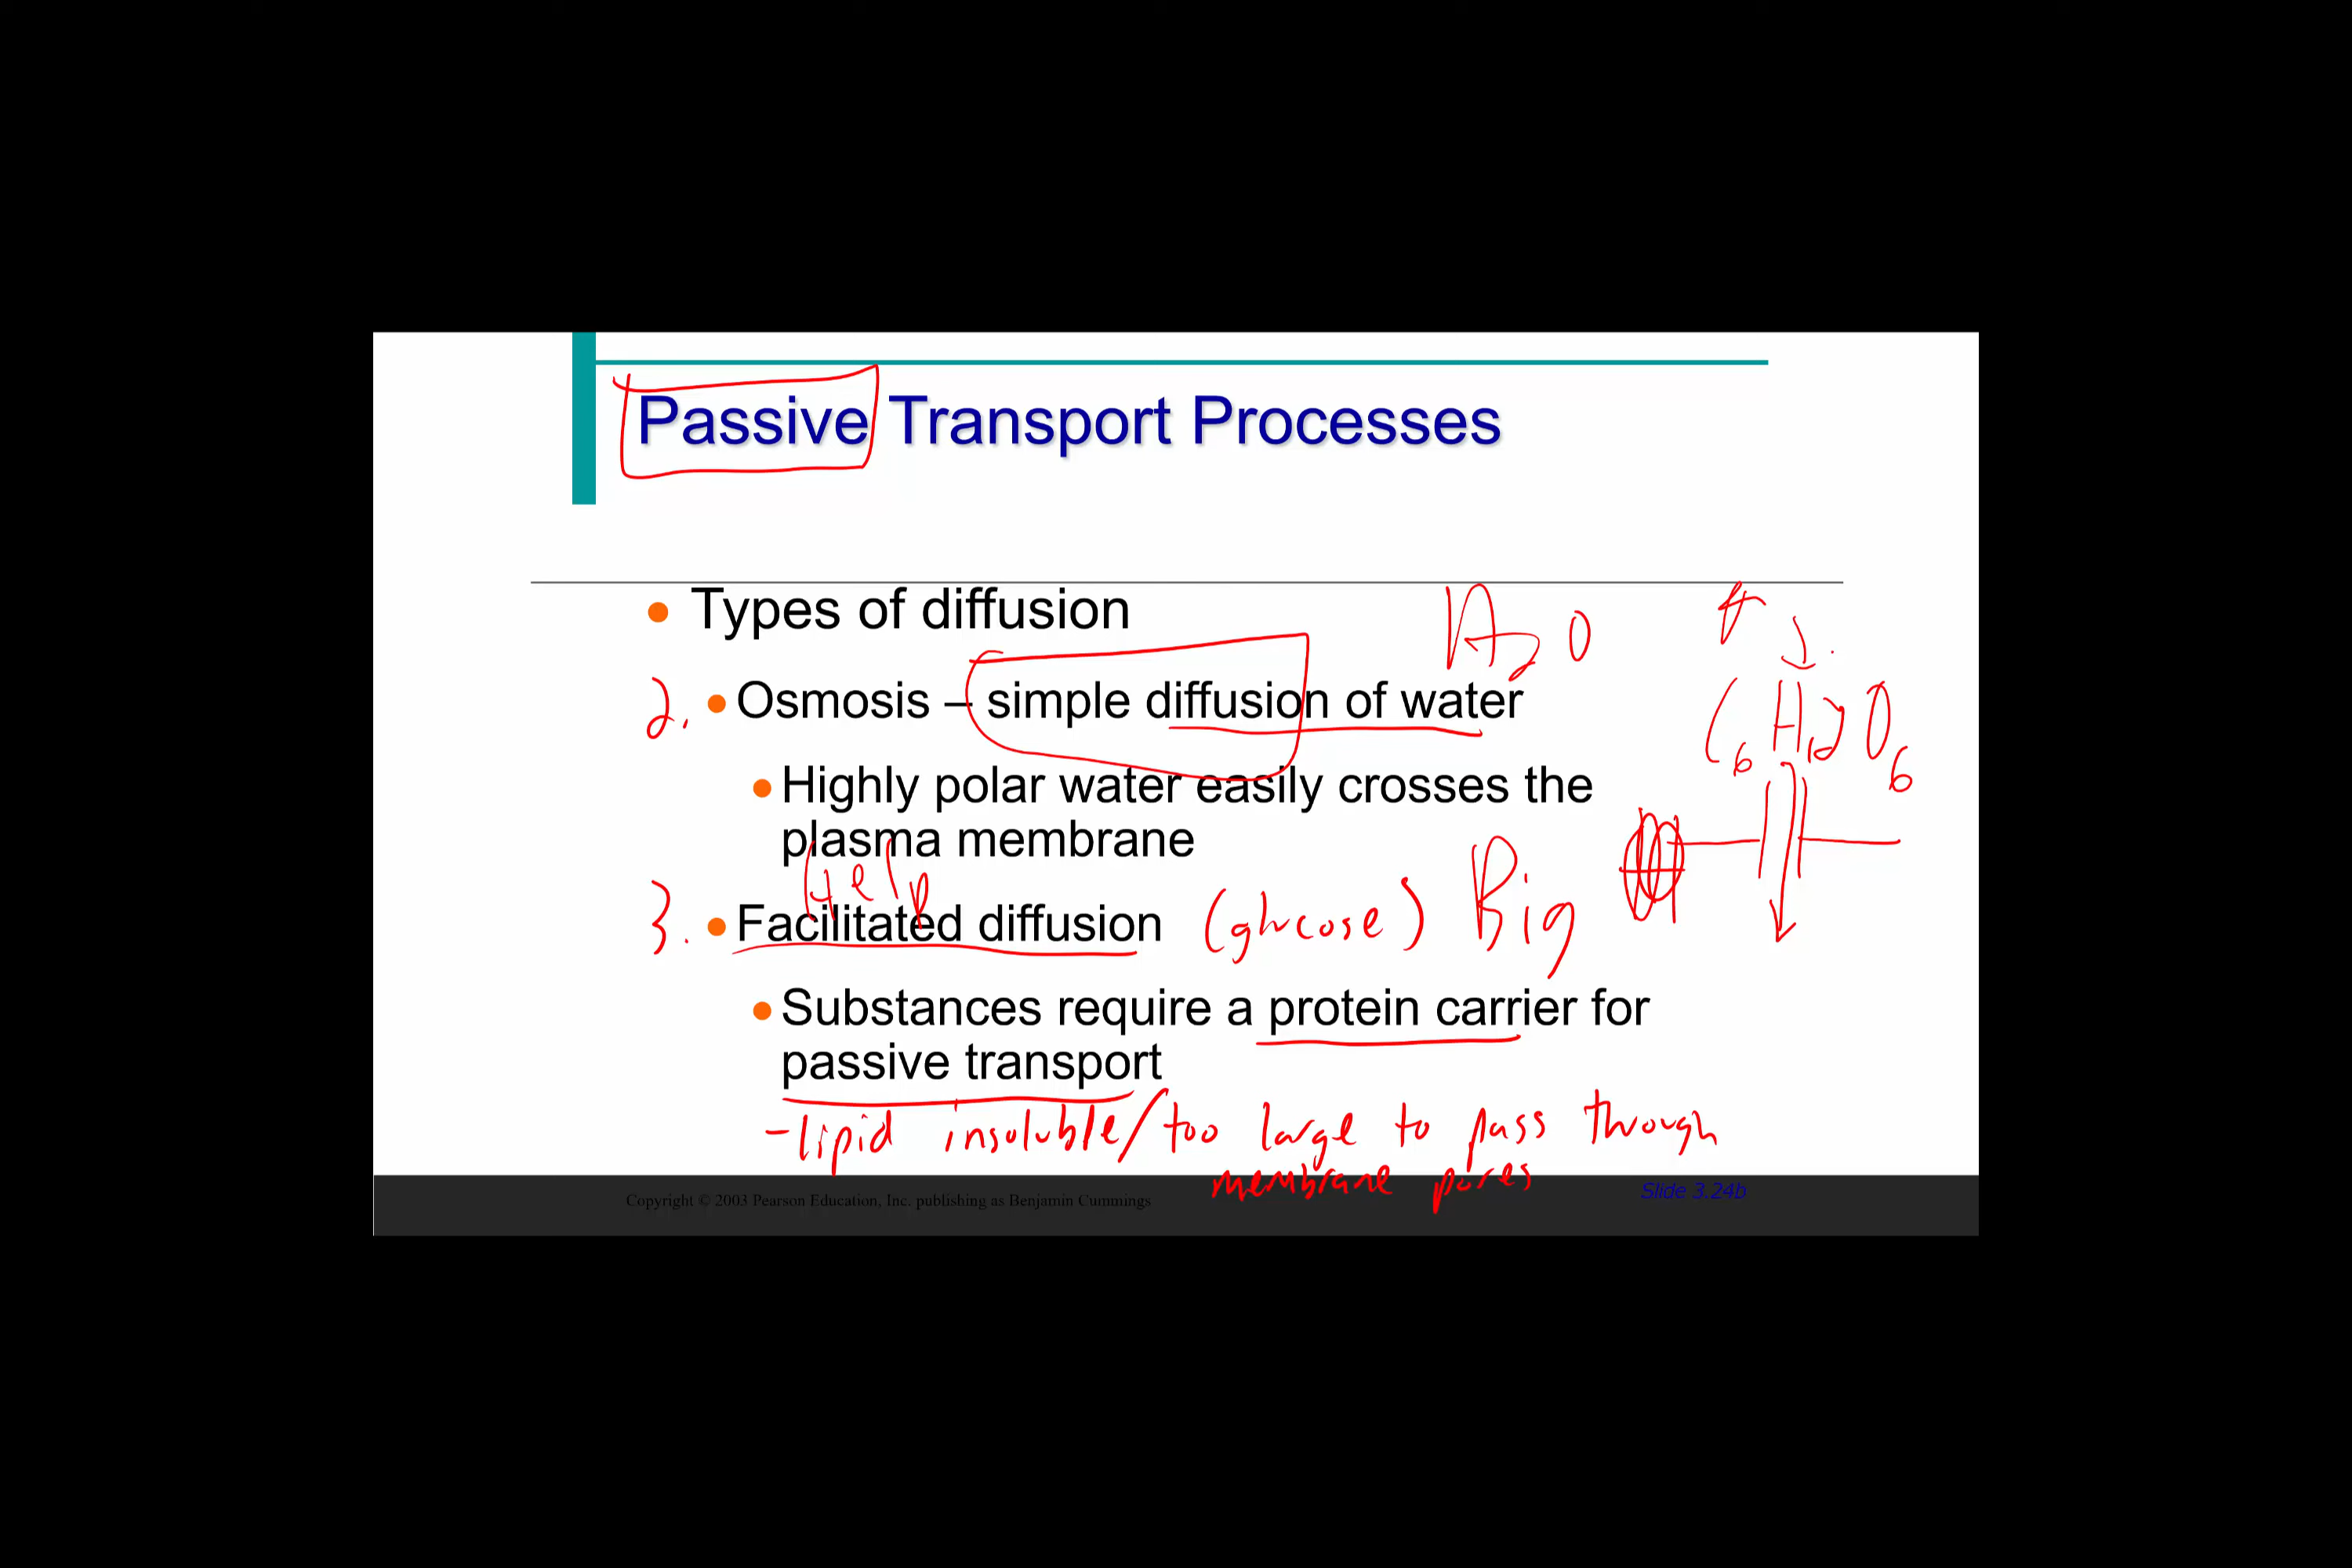 Passive Transport Processes
• Types of diffusion
H2O
2. • Osmosis – simple diffusion of water
C6H12O6
• Highly polar water easily crosses the
plasma membrane
Help
3. • Facilitated diffusion (glucose) Big
• Substances require a protein carrier for
passive transport
- lipid insoluble/too large to pass though
membrane pores
Copyright © 2003 Pearson Education, Inc. publishing as Benjamin Cummings
Slide 3.24b